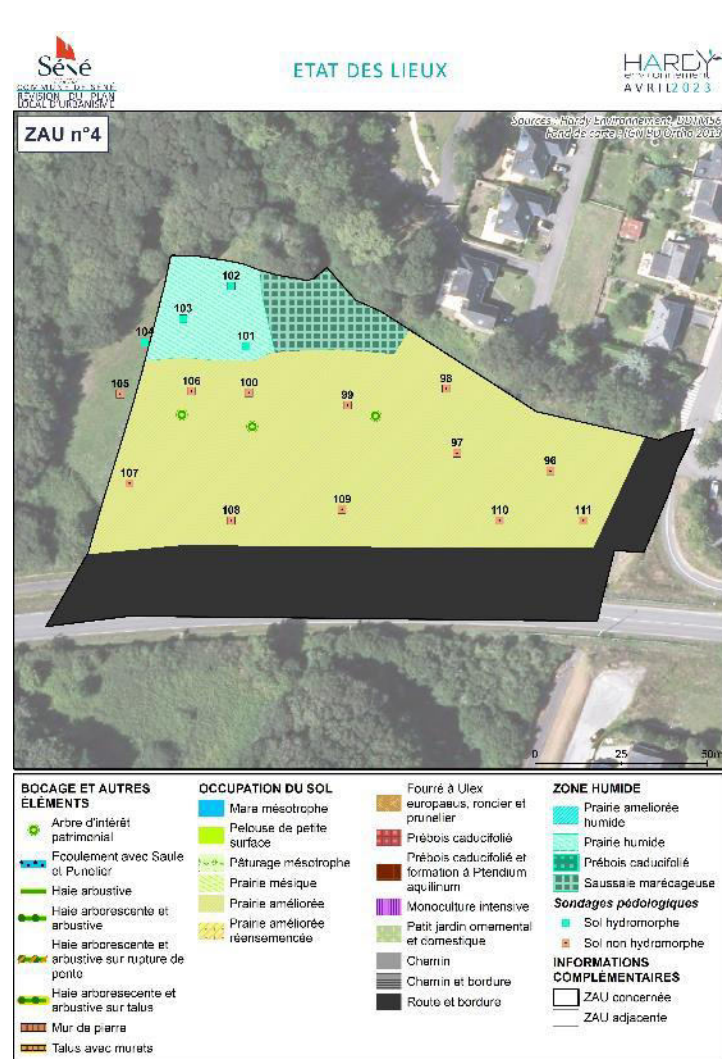 Séné
COMMUNE DE SÉNÉ
RÉVISION DU PLAN
LOCAL D'URBANISME
ETAT DES LIEUX
HARDY
environnement
AVRIL2023
ZAU n°4
Sources : Hardy Environnement, DDTM56
Fond de carte : IGN BD Ortho
102
103
104
101
105
106
100
99
98
97
96
107
108
109
110
111
0
25
50m
BOCAGE ET AUTRES
ÉLÉMENTS
Arbre d'intérêt
patrimonial
Ecoulement avec Saule
et Prunelier
Haie arbustive
Haie arborescente et
arbustive
Haie arborescente et
arbustive sur rupture de
pente
Haie arboresecente et
arbustive sur talus
Mur de pierre
Talus avec murets
OCCUPATION DU SOL
Mare mésotrophe
Pelouse de petite
surface
Pâturage mésotrophe
Prairie mésique
Prairie améliorée
Prairie améliorée
réensemencée
Fourré à Ulex
europaeus, roncier et
prunelier
Prébois caducifolié
Prébois caducifolié et
formation à Pteridium
aquilinum
Monoculture intensive
Petit jardin ornemental
et domestique
Chemin
Chemin et bordure
Route et bordure
ZONE HUMIDE
Prairie ameliorée
humide
Prairie humide
Prébois caducifolié
Saussaie marécageuse
Sondages pédologiques
Sol hydromorphe
Sol non hydromorphe
INFORMATIONS
COMPLÉMENTAIRES
ZAU concernée
ZAU adjacente